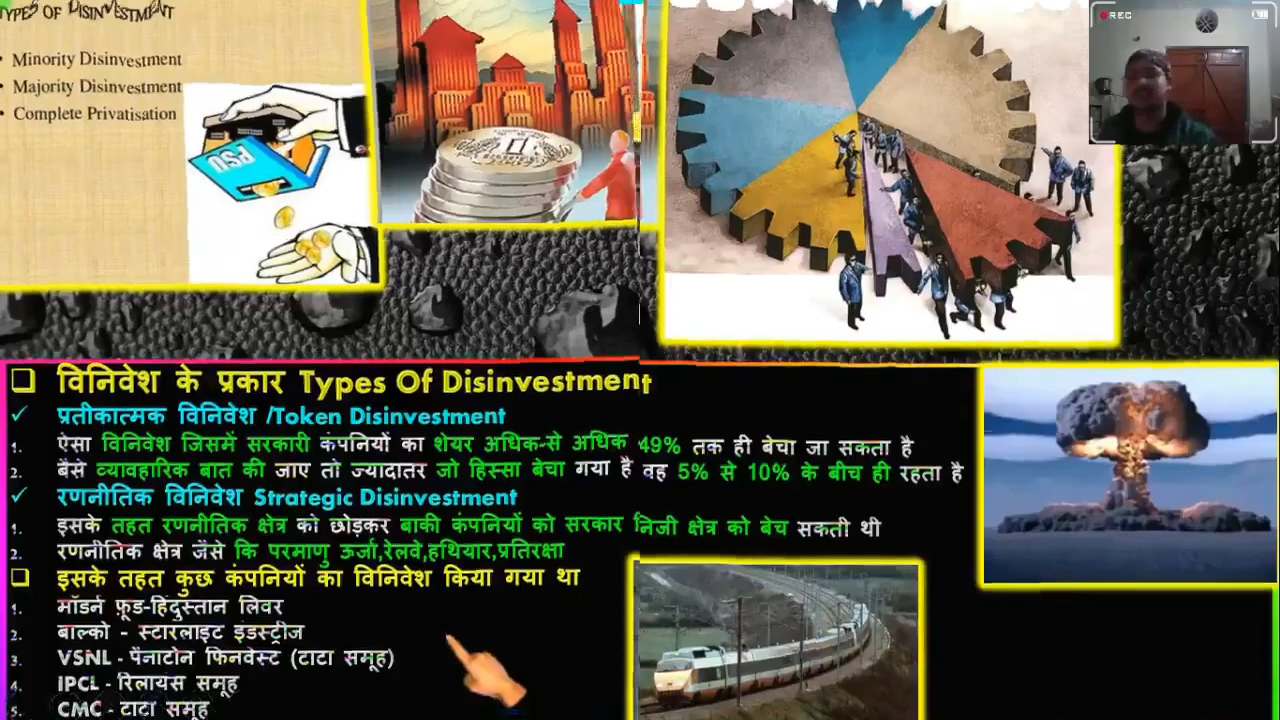 TYPES OF DISINVESTMENT
• Minority Disinvestment
• Majority Disinvestment
• Complete Privatisation
PSU
REC
❑ विनिवेश के प्रकार Types Of Disinvestment
✓ प्रतीकात्मक विनिवेश /Token Disinvestment
1. ऐसा विनिवेश जिसमें सरकारी कंपनियों का शेयर अधिक-से अधिक 49% तक ही बेचा जा सकता है
2. बैसे व्यावहारिक बात की जाए तो ज्यादातर जो हिस्सा बेचा गया है वह 5% से 10% के बीच ही रहता है
✓ रणनीतिक विनिवेश Strategic Disinvestment
1. इसके तहत रणनीतिक क्षेत्र को छोड़कर बाकी कंपनियों को सरकार निजी क्षेत्र को बेच सकती थी
2. रणनीतिक क्षेत्र जैसे कि परमाणु ऊर्जा,रेलवे,हथियार,प्रतिरक्षा
❑ इसके तहत कुछ कंपनियों का विनिवेश किया गया था
1. मॉडर्न फ़ूड-हिंदुस्तान लिवर
2. बाल्को - स्टारलाइट इंडस्ट्रीज
3. VSNL - पैनाटोन फिनवेस्ट (टाटा समूह)
4. IPCL - रिलायंस समूह
5. CMC - टाटा समूह